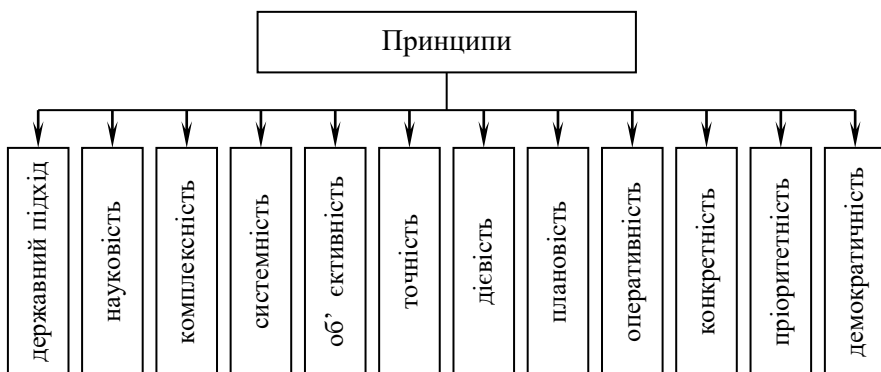 Принципи
державний підхід
науковість
комплексність
системність
об’ єктивність
точність
дієвість
плановість
оперативність
конкретність
пріоритетність
демократичність